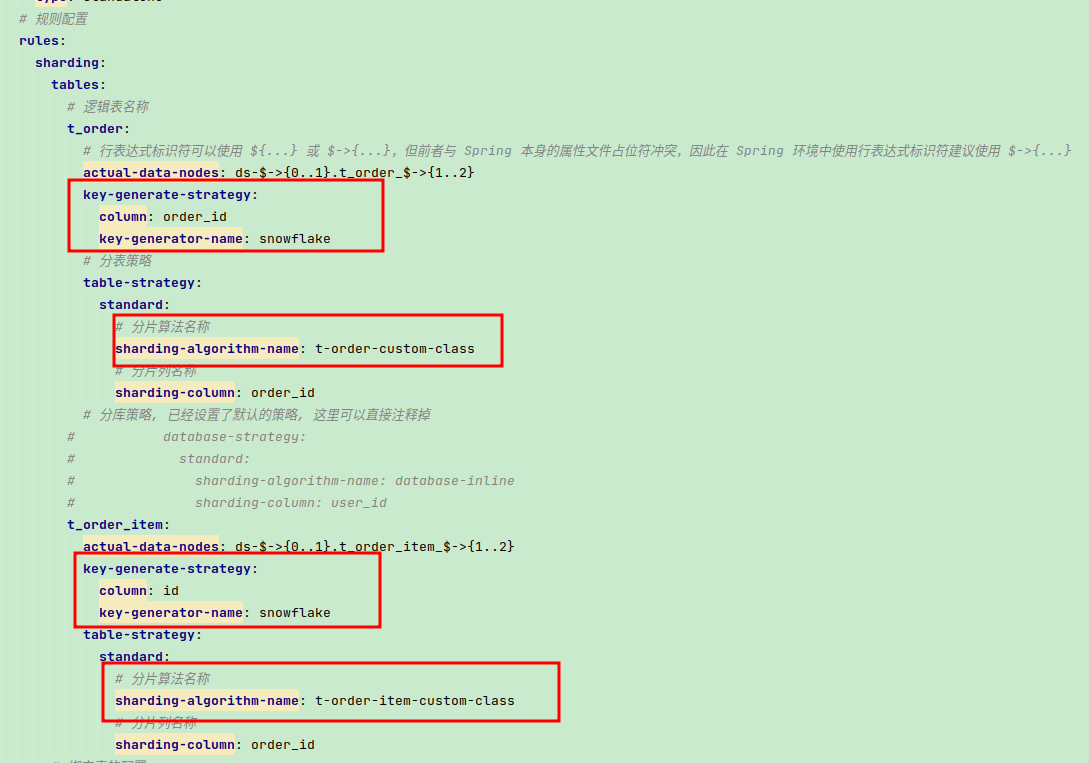 type: standalone
# 规则配置
rules:
sharding:
tables:
# 逻辑表名称
t_order:
# 行表达式标识符可以使用 ${...} 或 $->{...}，但前者与 Spring 本身的属性文件占位符冲突，因此在 Spring 环境中使用行表达式标识符建议使用 $->{...}
actual-data-nodes: ds-$->{0..1}.t_order_$->{1..2}
key-generate-strategy:
column: order_id
key-generator-name: snowflake
# 分表策略
table-strategy:
standard:
# 分片算法名称
sharding-algorithm-name: t-order-custom-class
# 分片列名称
sharding-column: order_id
# 分库策略, 已经设置了默认的策略, 这里可以直接注释掉
# database-strategy:
# standard:
# sharding-algorithm-name: database-inline
# sharding-column: user_id
t_order_item:
actual-data-nodes: ds-$->{0..1}.t_order_item_$->{1..2}
key-generate-strategy:
column: id
key-generator-name: snowflake
table-strategy:
standard:
# 分片算法名称
sharding-algorithm-name: t-order-item-custom-class
# 分片列名称
sharding-column: order_id